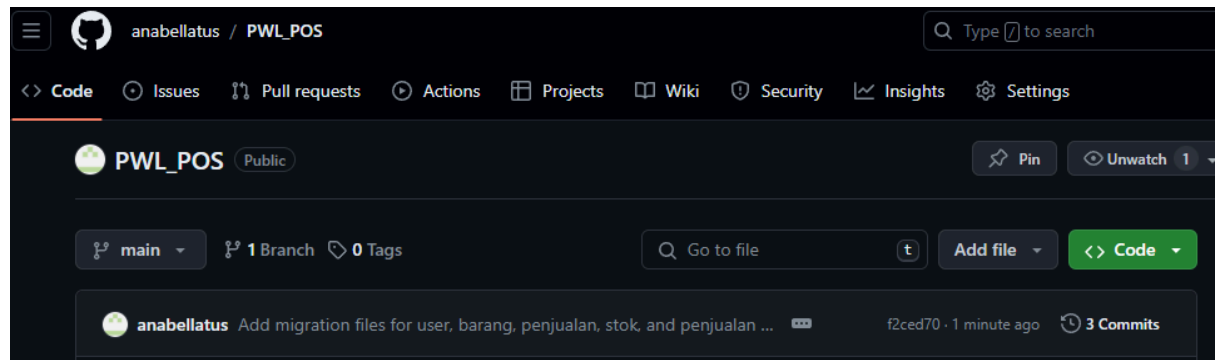 anabellatus / PWL_POS
Type / to search
<> Code Issues Pull requests Actions Projects Wiki Security Insights Settings
PWL_POS Public
Pin Unwatch 1
main 1 Branch 0 Tags
Go to file t Add file <> Code
anabellatus Add migration files for user, barang, penjualan, stok, and penjualan ... f2ced70 · 1 minute ago 3 Commits